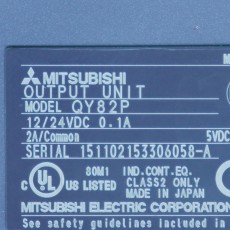 MITSUBISHI
OUTPUT UNIT
MODEL QY82P
12/24VDC 0.1A
2A/Common 5VDC
SERIAL 151102153306058-A
80M1 IND.CONT.EQ.
C UL US LISTED CLASS2 ONLY
MADE IN JAPAN
MITSUBISHI ELECTRIC CORPORATION
See safety guidelines included in